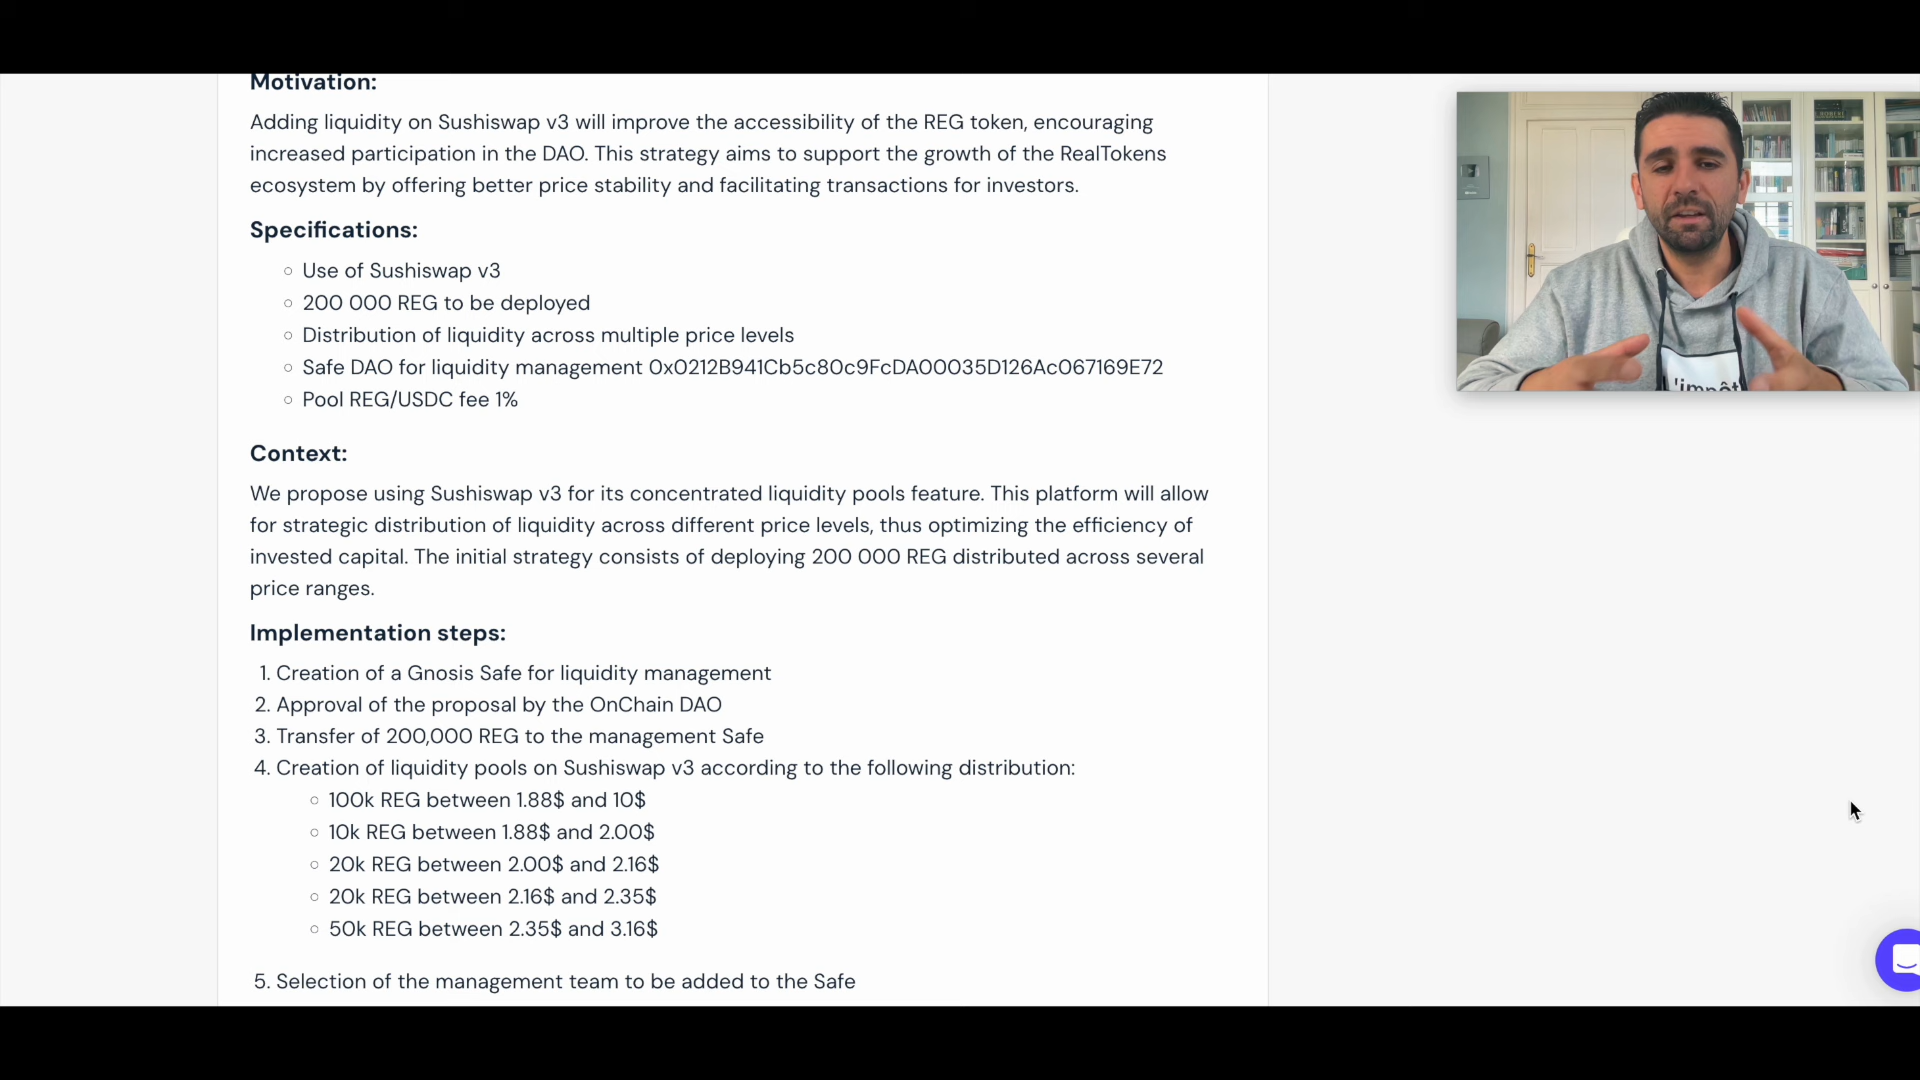 Motivation:
Adding liquidity on Sushiswap v3 will improve the accessibility of the REG token, encouraging
increased participation in the DAO. This strategy aims to support the growth of the RealTokens
ecosystem by offering better price stability and facilitating transactions for investors.
Specifications:
Use of Sushiswap v3
200 000 REG to be deployed
Distribution of liquidity across multiple price levels
Safe DAO for liquidity management 0x0212B941Cb5c80c9FcDA00035D126Ac067169E72
Pool REG/USDC fee 1%
Context:
We propose using Sushiswap v3 for its concentrated liquidity pools feature. This platform will allow
for strategic distribution of liquidity across different price levels, thus optimizing the efficiency of
invested capital. The initial strategy consists of deploying 200 000 REG distributed across several
price ranges.
Implementation steps:
1. Creation of a Gnosis Safe for liquidity management
2. Approval of the proposal by the OnChain DAO
3. Transfer of 200,000 REG to the management Safe
4. Creation of liquidity pools on Sushiswap v3 according to the following distribution:
100k REG between 1.88$ and 10$
10k REG between 1.88$ and 2.00$
20k REG between 2.00$ and 2.16$
20k REG between 2.16$ and 2.35$
50k REG between 2.35$ and 3.16$
5. Selection of the management team to be added to the Safe